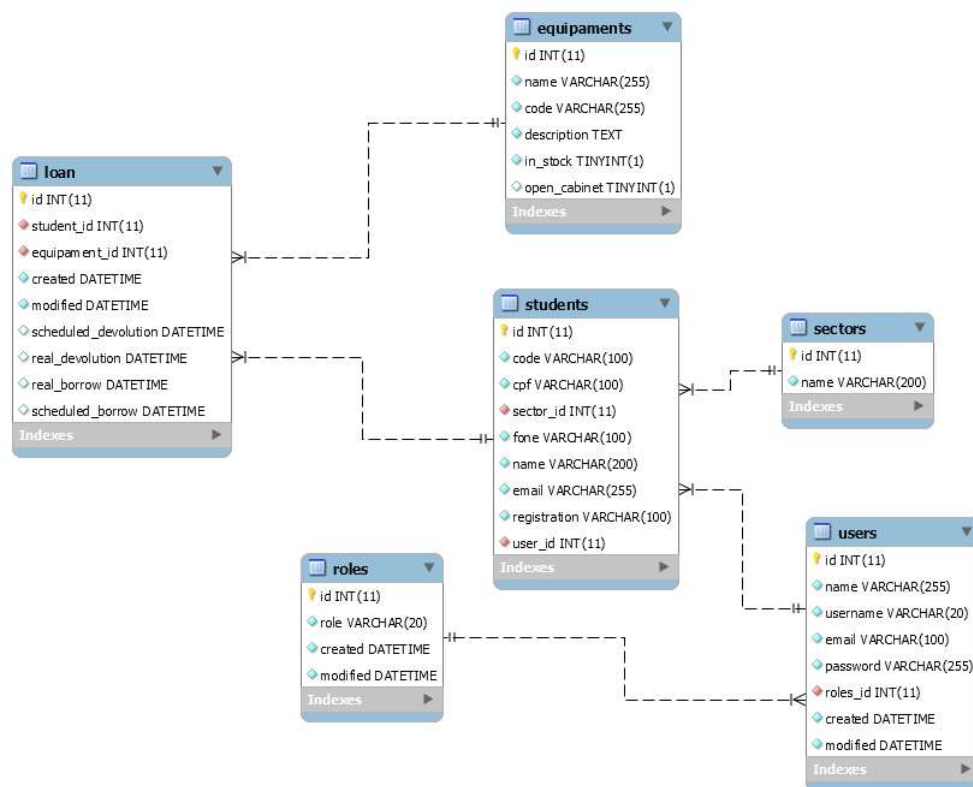 equipaments
id INT(11)
name VARCHAR(255)
code VARCHAR(255)
description TEXT
in_stock TINYINT(1)
open_cabinet TINYINT(1)
Indexes
loan
id INT(11)
student_id INT(11)
equipament_id INT(11)
created DATETIME
modified DATETIME
scheduled_devolution DATETIME
real_devolution DATETIME
real_borrow DATETIME
scheduled_borrow DATETIME
Indexes
students
id INT(11)
code VARCHAR(100)
cpf VARCHAR(100)
sector_id INT(11)
fone VARCHAR(100)
name VARCHAR(200)
email VARCHAR(255)
registration VARCHAR(100)
user_id INT(11)
Indexes
sectors
id INT(11)
name VARCHAR(200)
Indexes
roles
id INT(11)
role VARCHAR(20)
created DATETIME
modified DATETIME
Indexes
users
id INT(11)
name VARCHAR(255)
username VARCHAR(20)
email VARCHAR(100)
password VARCHAR(255)
roles_id INT(11)
created DATETIME
modified DATETIME
Indexes